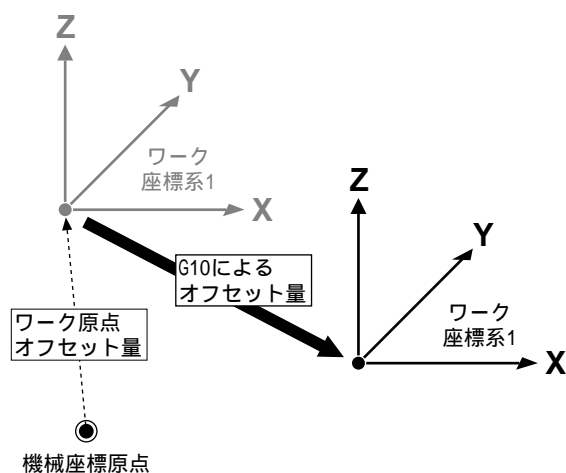 Z
Y
ワーク
座標系1
X
G10による
オフセット量
ワーク原点
オフセット量
機械座標原点
Z
Y
ワーク
座標系1
X